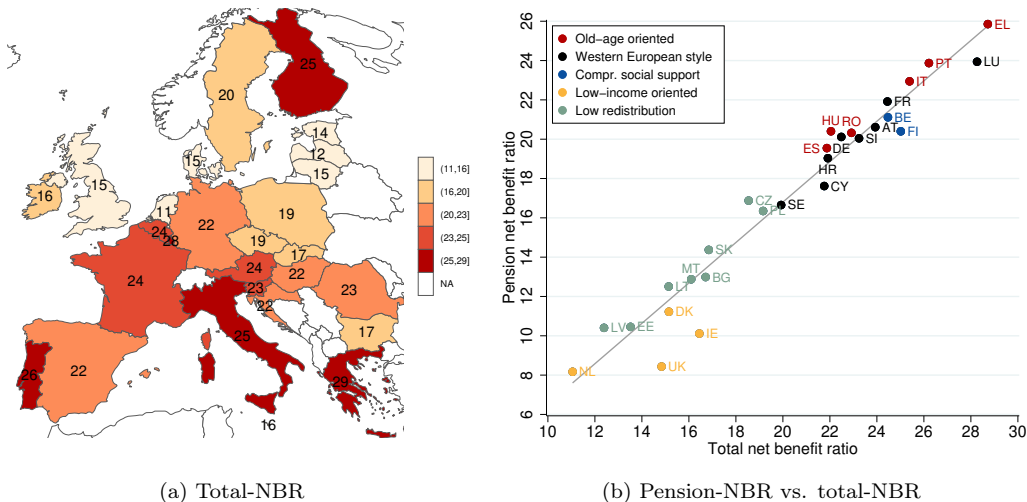 25
20
14
12
15
15
15
16
11
24
28
22
19
19
17
24
24
22
23
23
22
25
17
22
26
29
16
(11,16]
(16,20]
(20,23]
(23,25]
(25,29]
NA
(a) Total-NBR
Pension net benefit ratio
26
24
22
20
18
16
14
12
10
8
6
Old-age oriented
Western European style
Compr. social support
Low-income oriented
Low redistribution
EL
LU
PT
IT
FR
BE
HU RO
AT
FI
SI
ES
DE
HR
CY
CZ
SE
PL
SK
MT
BG
LT
DK
LV
EE
IE
UK
NL
10 12 14 16 18 20 22 24 26 28 30
Total net benefit ratio
(b) Pension-NBR vs. total-NBR